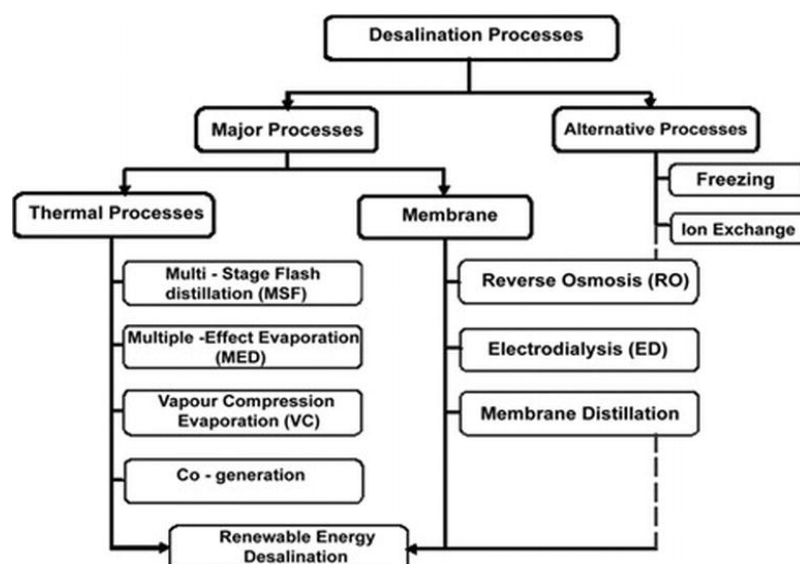 Desalination Processes
Major Processes
Alternative Processes
Freezing
Ion Exchange
Thermal Processes
Membrane
Multi - Stage Flash
distillation (MSF)
Multiple -Effect Evaporation
(MED)
Vapour Compression
Evaporation (VC)
Co - generation
Reverse Osmosis (RO)
Electrodialysis (ED)
Membrane Distillation
Renewable Energy
Desalination